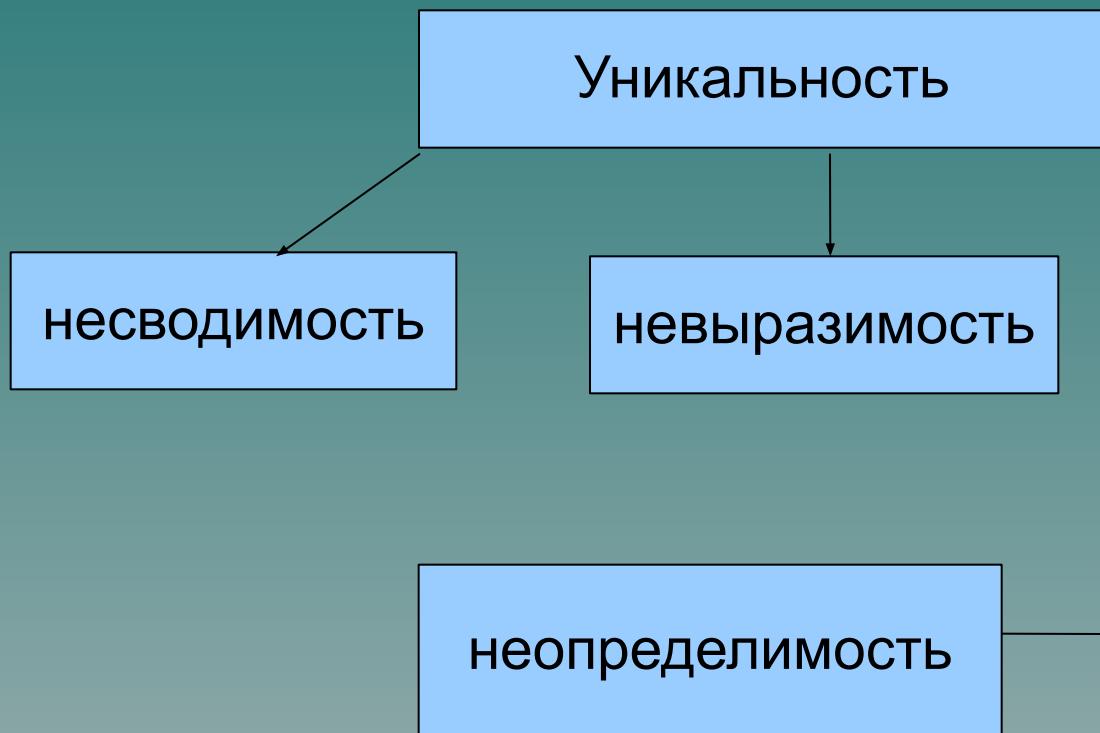 Уникальность
несводимость
невыразимость
неопределимость